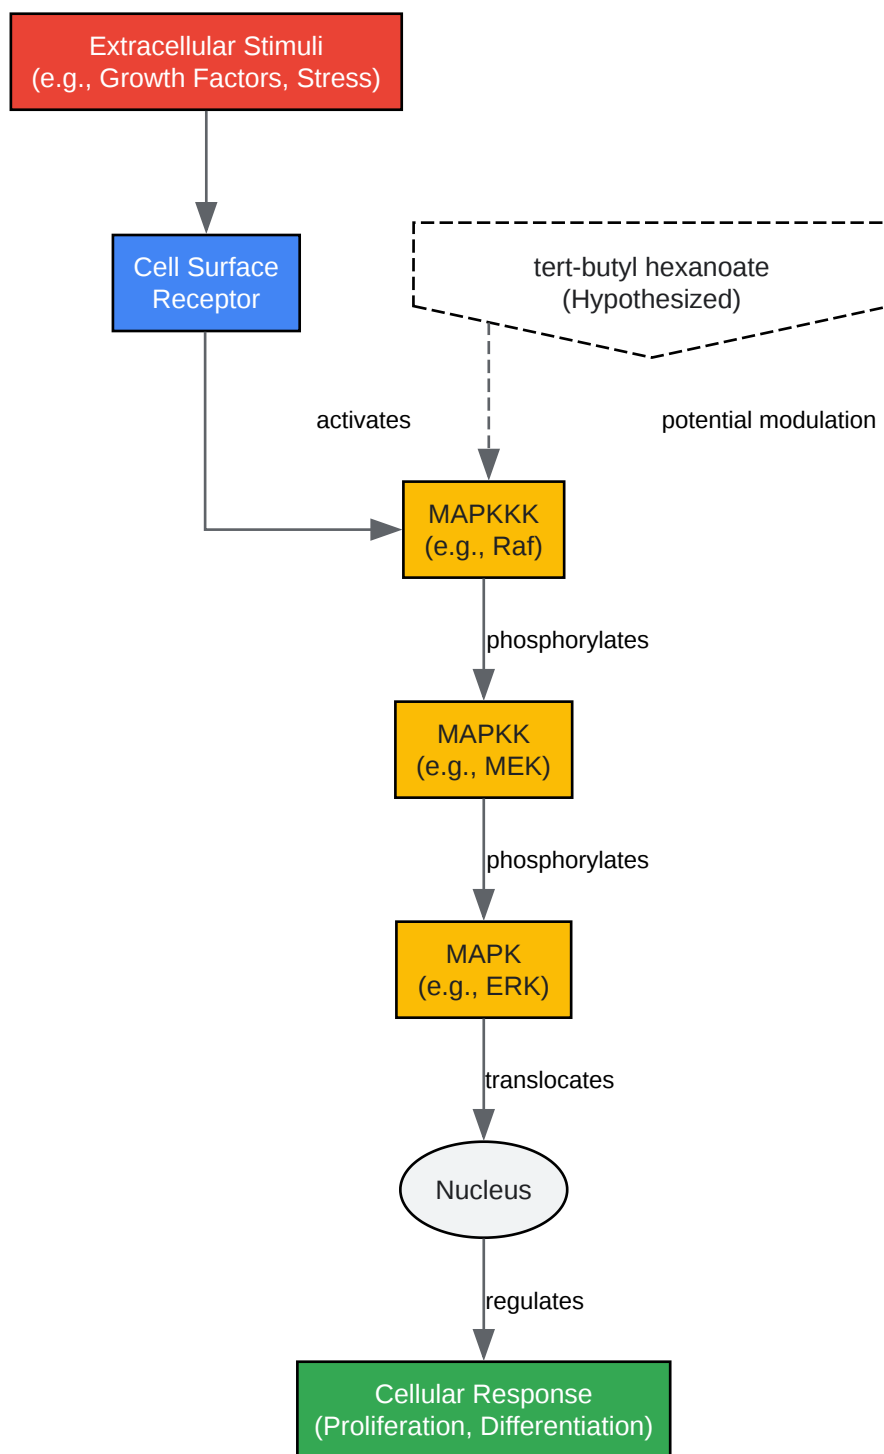 Extracellular Stimuli
(e.g., Growth Factors, Stress)
Cell Surface
Receptor
tert-butyl hexanoate
(Hypothesized)
activates
potential modulation
MAPKKK
(e.g., Raf)
phosphorylates
MAPKK
(e.g., MEK)
phosphorylates
MAPK
(e.g., ERK)
translocates
Nucleus
regulates
Cellular Response
(Proliferation, Differentiation)